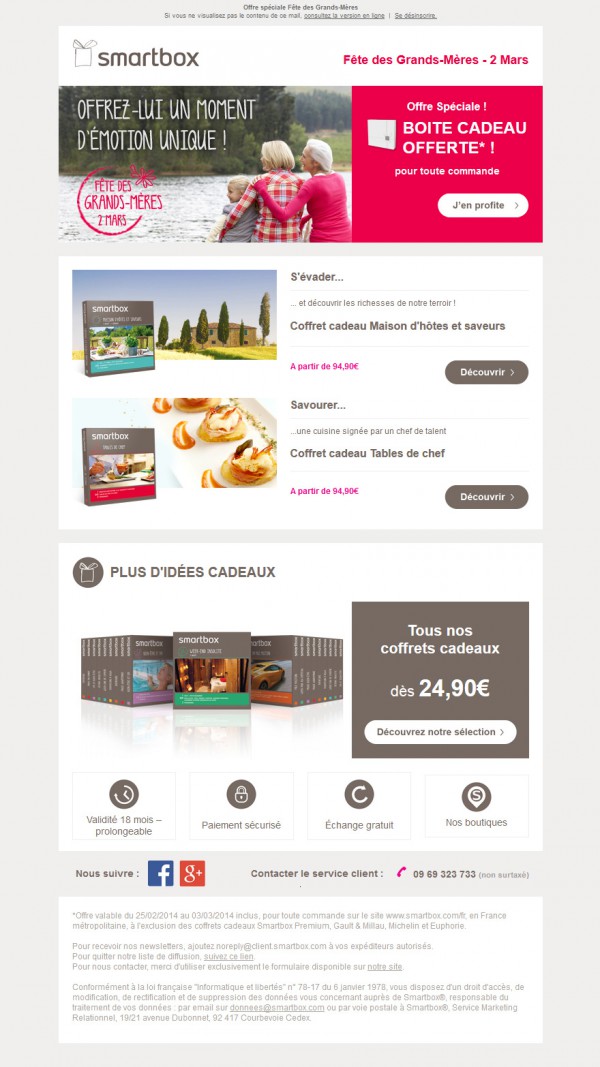 Offre spéciale Fête des Grands-Mères
Si vous ne visualisez pas le contenu de ce mail, consultez la version en ligne | Se désinscrire.
smartbox
Fête des Grands-Mères - 2 Mars
OFFREZ-LUI UN MOMENT
D'ÉMOTION UNIQUE !
FÊTE DES
GRANDS-MÈRES
2 MARS
Offre Spéciale !
BOITE CADEAU
OFFERTE* !
pour toute commande
J'en profite
S'évader...
... et découvrir les richesses de notre terroir !
Coffret cadeau Maison d'hôtes et saveurs
A partir de 94,90€
Découvrir
smartbox
Savourer...
...une cuisine signée par un chef de talent
Coffret cadeau Tables de chef
A partir de 94,90€
Découvrir
smartbox
TABLES DE CHEF
PLUS D'IDÉES CADEAUX
smartbox
smartbox
smartbox
WEEK-END INSOLITE
Tous nos
coffrets cadeaux
dès 24,90€
Découvrez notre sélection
Validité 18 mois –
prolongeable
Paiement sécurisé
Échange gratuit
Nos boutiques
Nous suivre :
Contacter le service client :
09 69 323 733 (non surtaxé)
*Offre valable du 25/02/2014 au 03/03/2014 inclus, pour toute commande sur le site www.smartbox.com/fr, en France
métropolitaine, à l'exclusion des coffrets cadeaux Smartbox Premium, Gault & Millau, Michelin et Euphorie.
Pour recevoir nos newsletters, ajoutez noreply@client.smartbox.com à vos expéditeurs autorisés.
Pour quitter notre liste de diffusion, suivez ce lien.
Pour nous contacter, merci d'utiliser exclusivement le formulaire disponible sur notre site.
Conformément à la loi française "Informatique et libertés" n° 78-17 du 6 janvier 1978, vous disposez d'un droit d'accès, de
modification, de rectification et de suppression des données vous concernant auprès de Smartbox®, responsable du
traitement de vos données : par email sur donnees@smartbox.com ou par voie postale à Smartbox®, Service Marketing
Relationnel, 19/21 avenue Dubonnet, 92 417 Courbevoie Cedex.